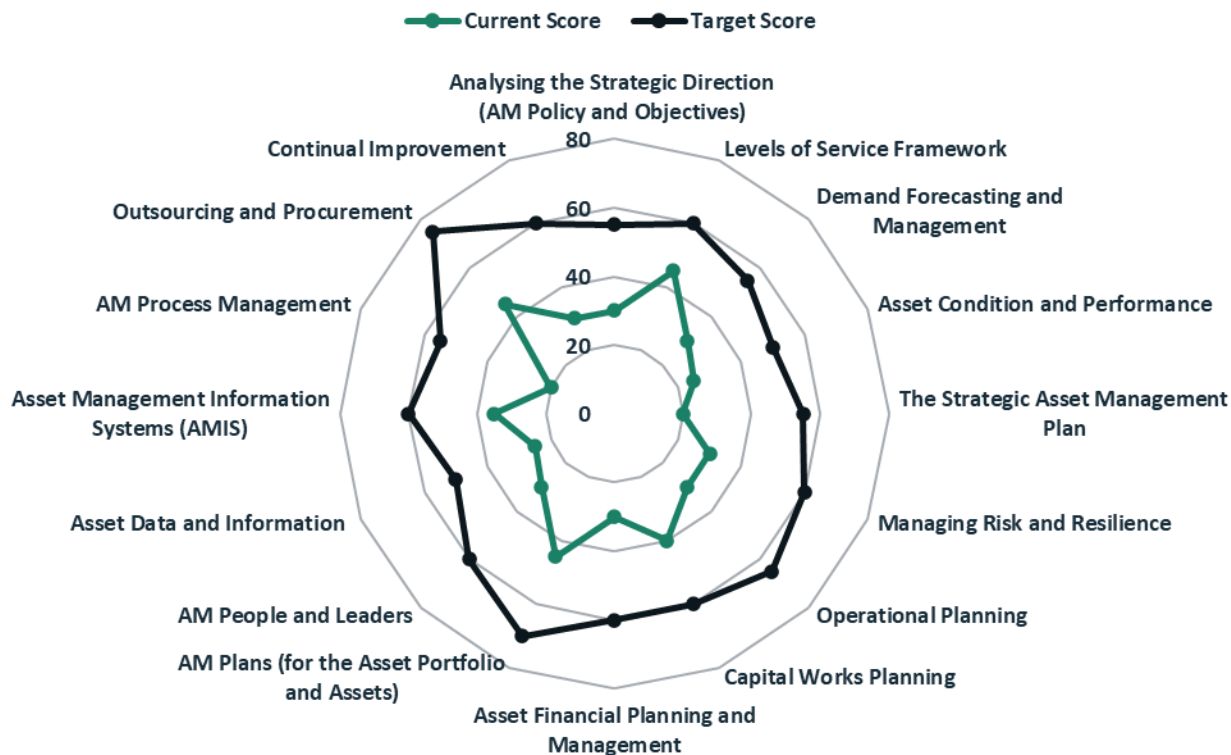 Current Score
Target Score
Analysing the Strategic Direction
(AM Policy and Objectives)
80
Continual Improvement
Levels of Service Framework
Demand Forecasting and
Management
Outsourcing and Procurement
60
AM Process Management
Asset Condition and Performance
40
20
Asset Management Information
Systems (AMIS)
0
The Strategic Asset Management
Plan
Asset Data and Information
Managing Risk and Resilience
AM People and Leaders
Operational Planning
AM Plans (for the Asset Portfolio
and Assets)
Capital Works Planning
Asset Financial Planning and
Management